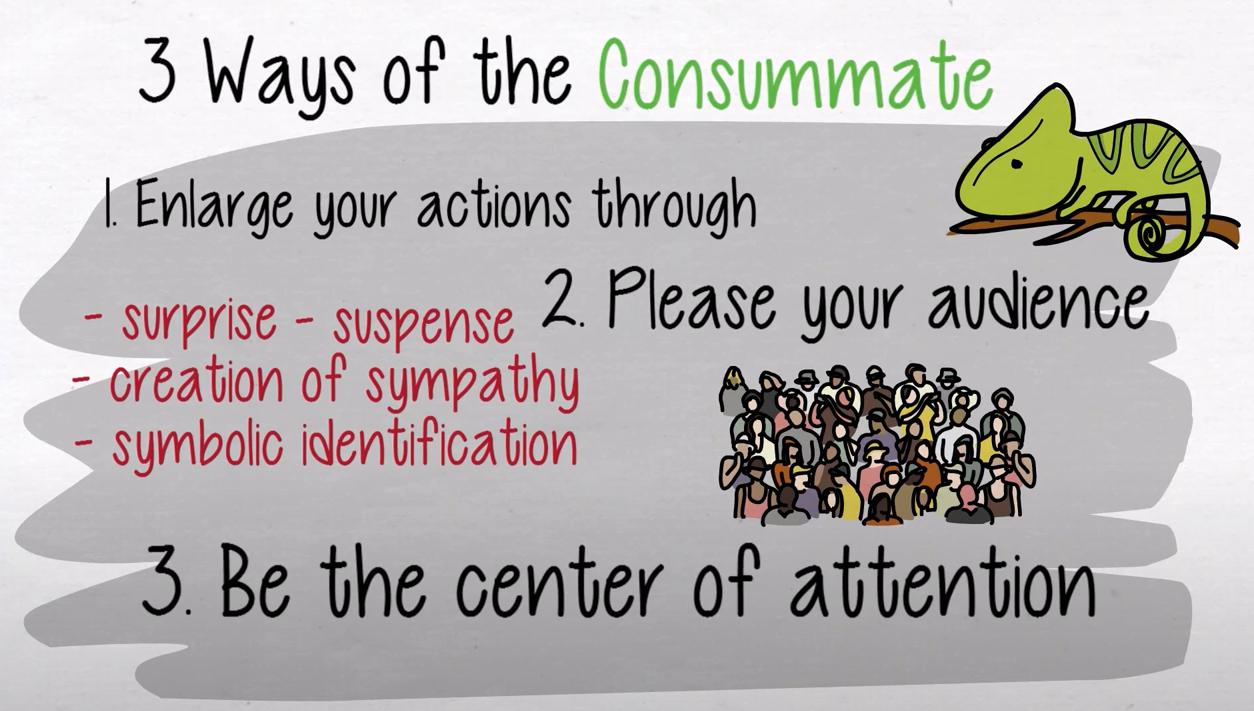 3 Ways of the Consummate
1. Enlarge your actions through
- surprise - suspense
- creation of sympathy
- symbolic identification
2. Please your audience
3. Be the center of attention